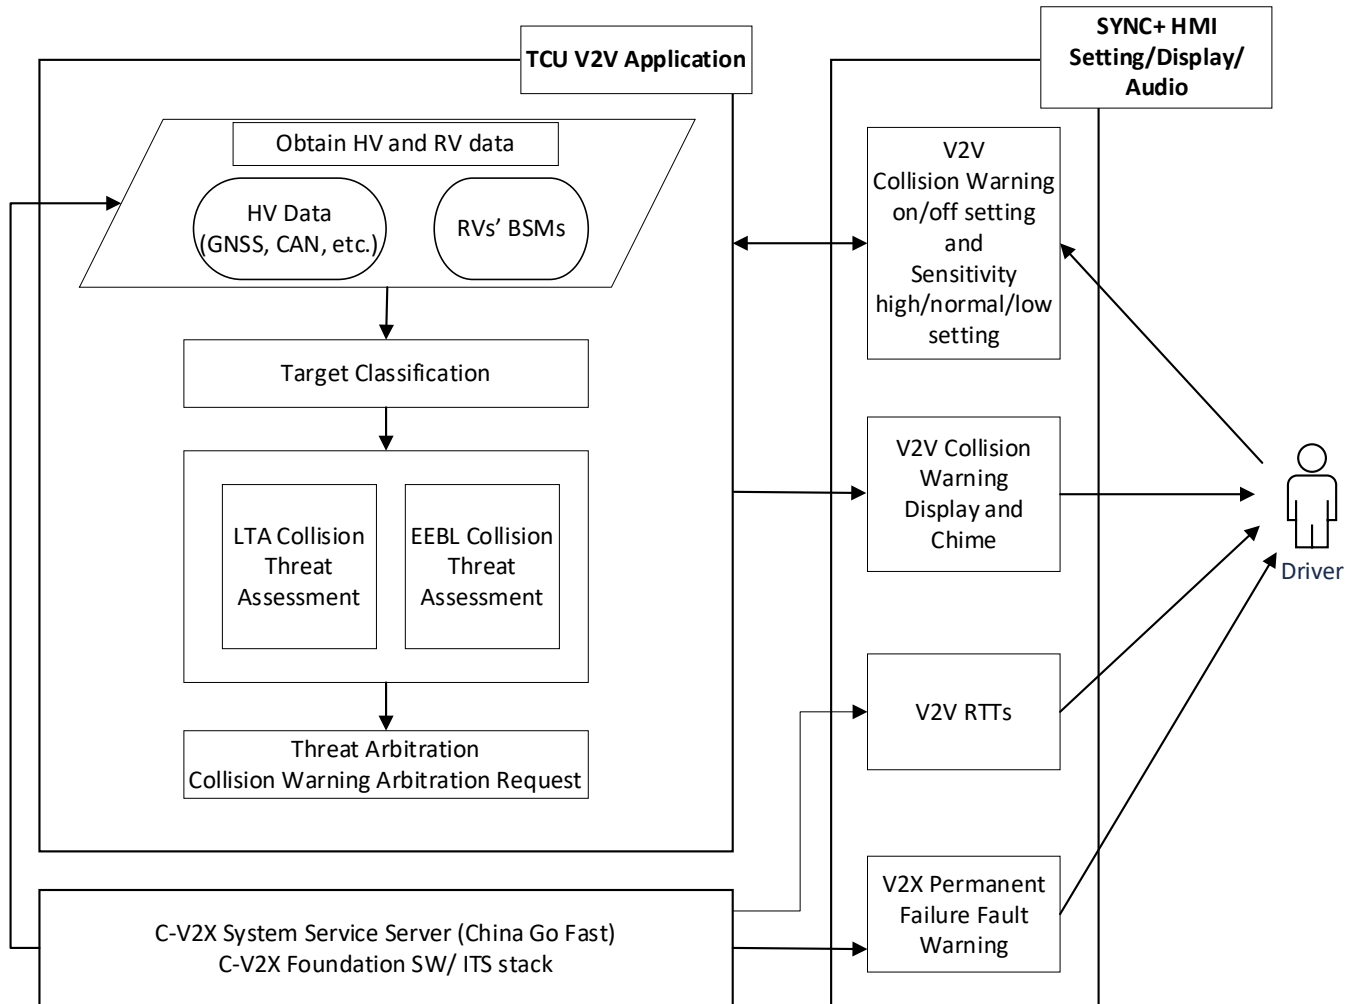 TCU V2V Application
Obtain HV and RV data
HV Data
(GNSS, CAN, etc.)
RVs’ BSMs
Target Classification
LTA Collision
Threat
Assessment
EEBL Collision
Threat
Assessment
Threat Arbitration
Collision Warning Arbitration Request
C-V2X System Service Server (China Go Fast)
C-V2X Foundation SW/ ITS stack
SYNC+ HMI
Setting/Display/
Audio
V2V
Collision Warning
on/off setting
and
Sensitivity
high/normal/low
setting
V2V Collision
Warning
Display and
Chime
V2V RTTs
V2X Permanent
Failure Fault
Warning
Driver